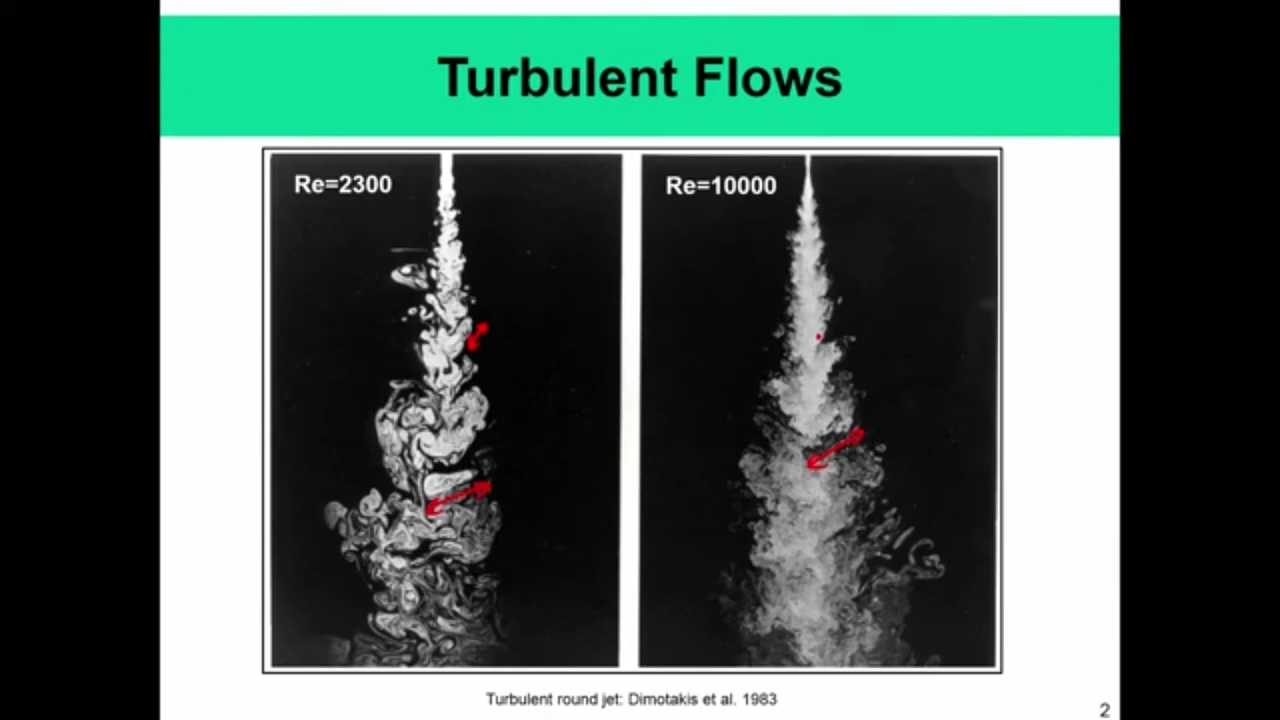 Turbulent Flows
Re=2300
Re=10000
Turbulent round jet: Dimotakis et al. 1983
2